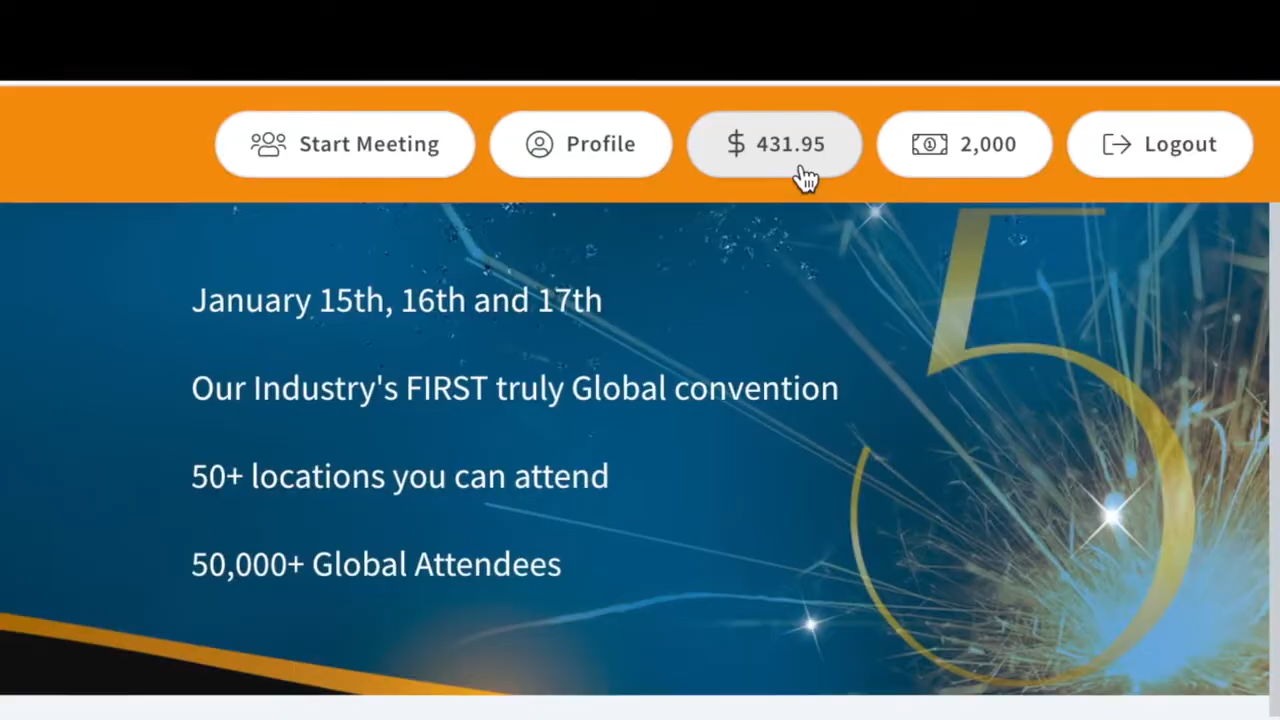 Start Meeting Profile $ 431.95 2,000 Logout
January 15th, 16th and 17th
Our Industry's FIRST truly Global convention
50+ locations you can attend
50,000+ Global Attendees
5